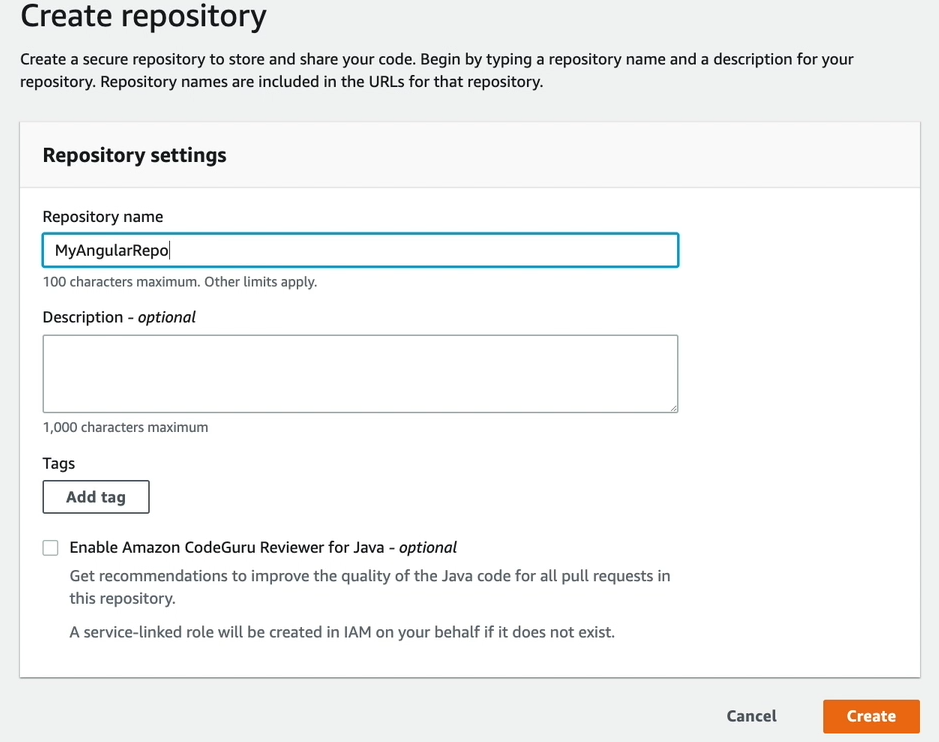 Create repository
Create a secure repository to store and share your code. Begin by typing a repository name and a description for your
repository. Repository names are included in the URLs for that repository.
Repository settings
Repository name
MyAngularRepo
100 characters maximum. Other limits apply.
Description - optional
1,000 characters maximum
Tags
Add tag
Enable Amazon CodeGuru Reviewer for Java - optional
Get recommendations to improve the quality of the Java code for all pull requests in
this repository.
A service-linked role will be created in IAM on your behalf if it does not exist.
Cancel
Create